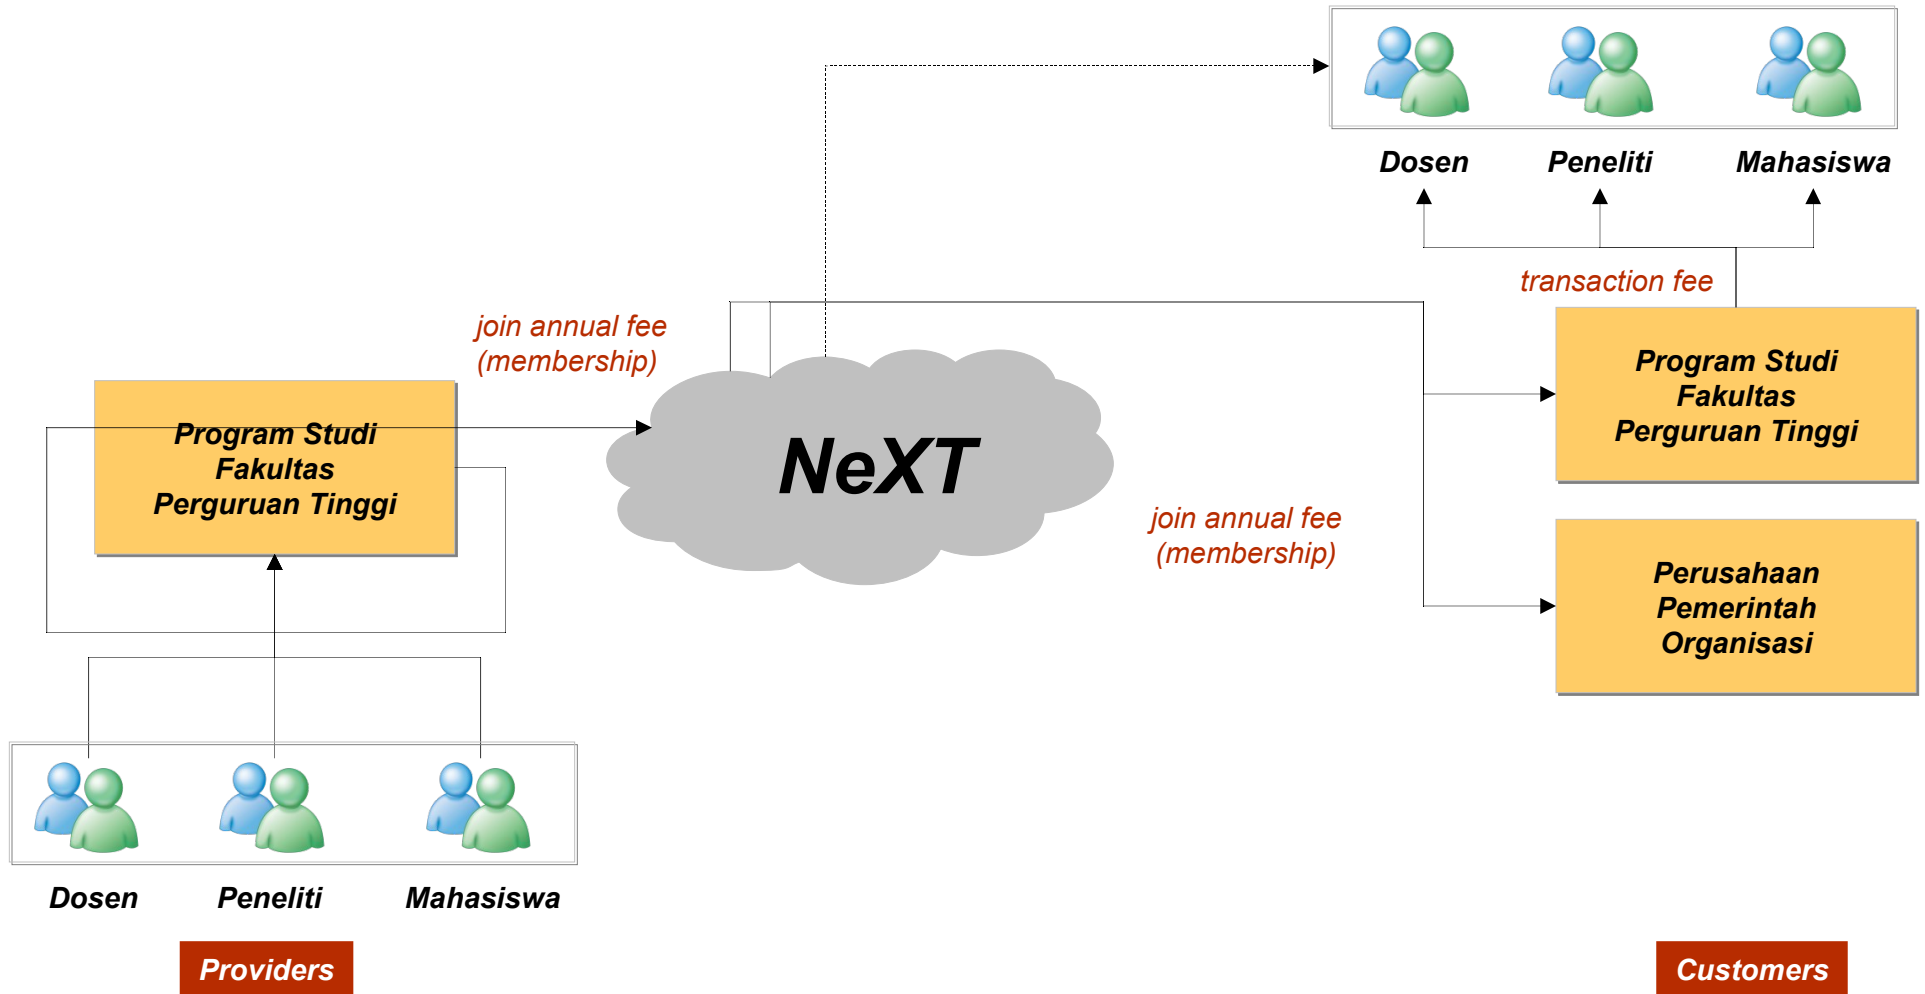 Dosen
Peneliti
Mahasiswa
transaction fee
join annual fee
(membership)
Program Studi
Fakultas
Perguruan Tinggi
Program Studi
Fakultas
Perguruan Tinggi
NeXT
join annual fee
(membership)
Perusahaan
Pemerintah
Organisasi
Dosen
Peneliti
Mahasiswa
Providers
Customers